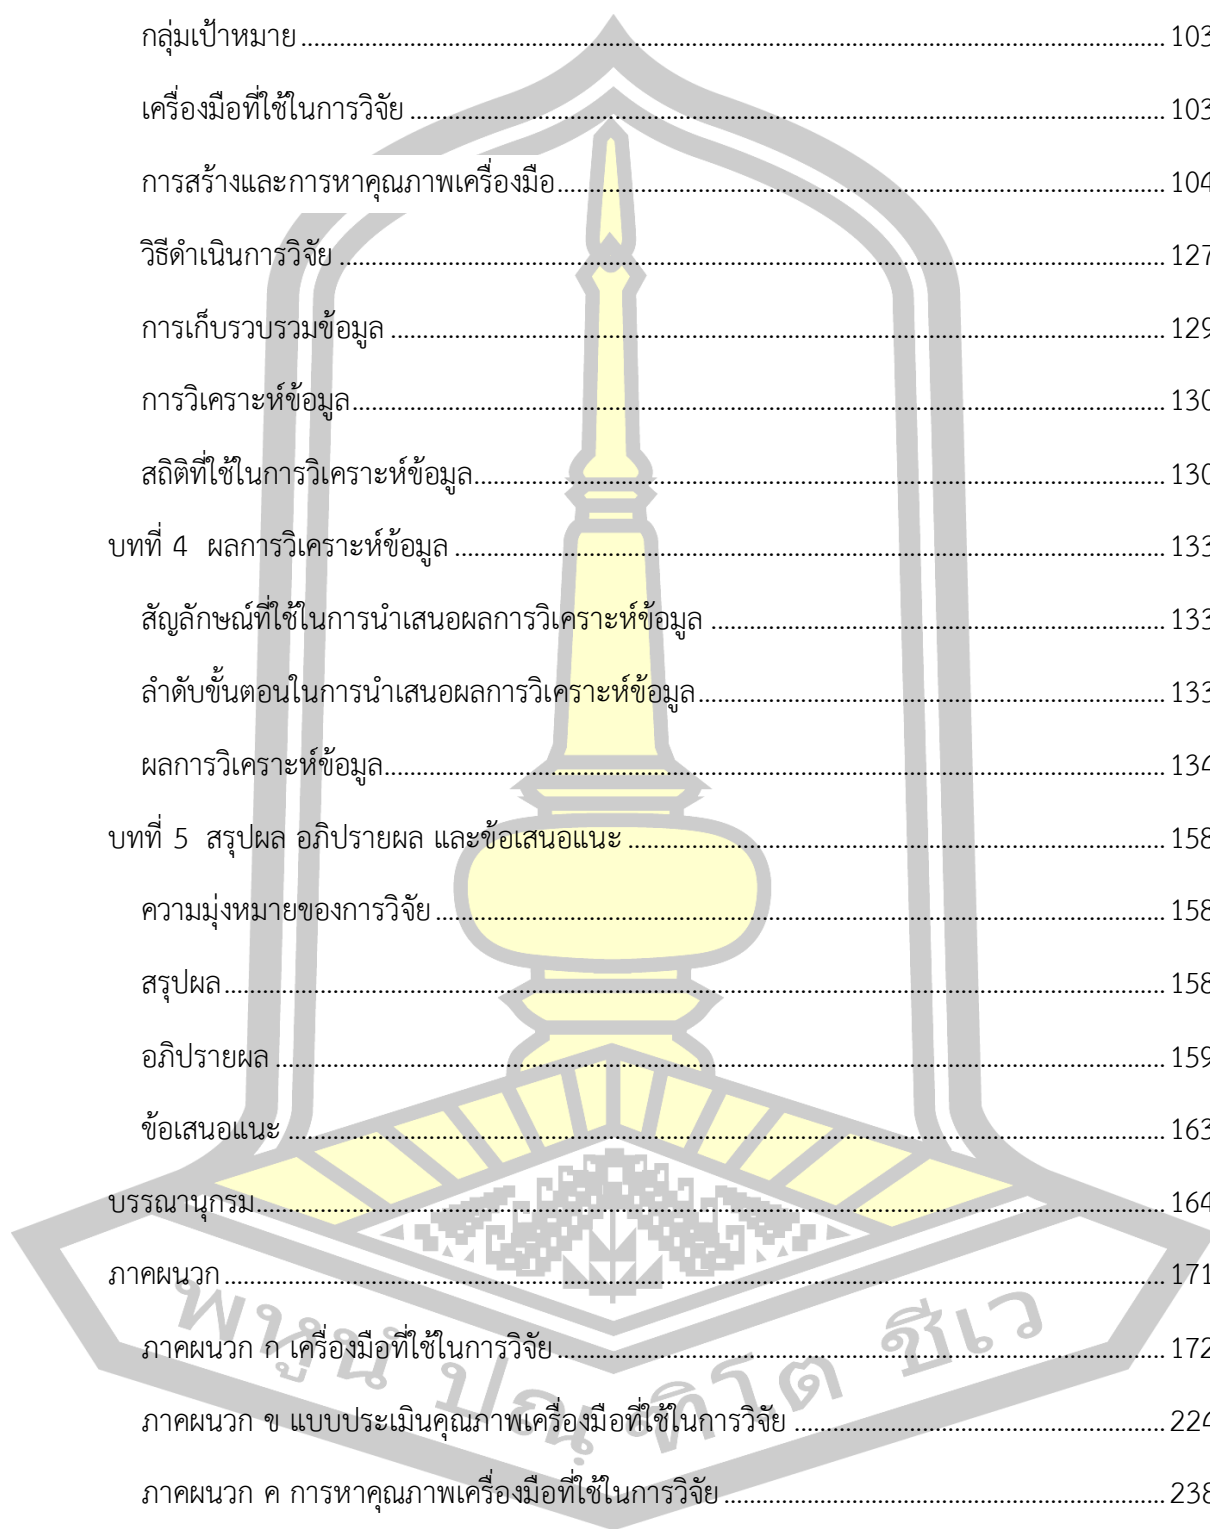 กลุ่มเป้าหมาย ........ 103
เครื่องมือที่ใช้ในการวิจัย ........ 103
การสร้างและการหาคุณภาพเครื่องมือ ........ 104
วิธีดำเนินการวิจัย ........ 127
การเก็บรวบรวมข้อมูล ........ 129
การวิเคราะห์ข้อมูล ........ 130
สถิติที่ใช้ในการวิเคราะห์ข้อมูล ........ 130
บทที่ 4 ผลการวิเคราะห์ข้อมูล ........ 133
สัญลักษณ์ที่ใช้ในการนำเสนอผลการวิเคราะห์ข้อมูล ........ 133
ลำดับขั้นตอนในการนำเสนอผลการวิเคราะห์ข้อมูล ........ 133
ผลการวิเคราะห์ข้อมูล ........ 134
บทที่ 5 สรุปผล อภิปรายผล และข้อเสนอแนะ ........ 158
ความมุ่งหมายของการวิจัย ........ 158
สรุปผล ........ 158
อภิปรายผล ........ 159
ข้อเสนอแนะ ........ 163
บรรณานุกรม ........ 164
ภาคผนวก ........ 171
ภาคผนวก ก เครื่องมือที่ใช้ในการวิจัย ........ 172
ภาคผนวก ข แบบประเมินคุณภาพเครื่องมือที่ใช้ในการวิจัย ........ 224
ภาคผนวก ค การหาคุณภาพเครื่องมือที่ใช้ในการวิจัย ........ 238
พหูนํ ปณฺฑิโต ชีเว